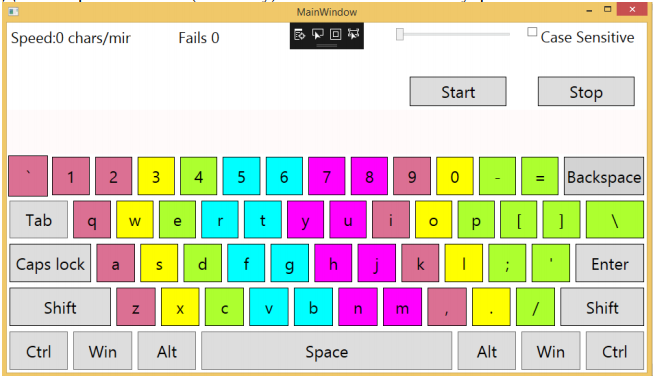 MainWindow
Speed:0 chars/mir Fails 0 Case Sensitive
Start Stop
` 1 2 3 4 5 6 7 8 9 0 - = Backspace
Tab q w e r t y u i o p [ ] \
Caps lock a s d f g h j k l ; ' Enter
Shift z x c v b n m , . / Shift
Ctrl Win Alt Space Alt Win Ctrl